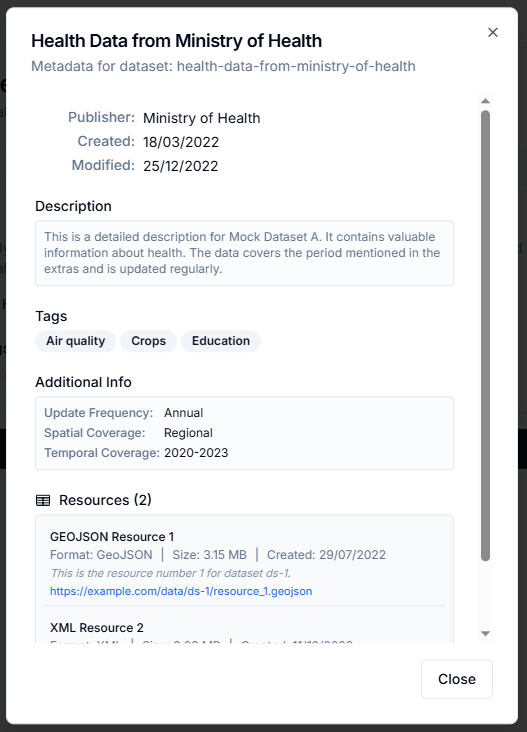 Health Data from Ministry of Health
Metadata for dataset: health-data-from-ministry-of-health
Publisher: Ministry of Health
Created: 18/03/2022
Modified: 25/12/2022
Description
This is a detailed description for Mock Dataset A. It contains valuable
information about health. The data covers the period mentioned in the
extras and is updated regularly.
Tags
Air quality Crops Education
Additional Info
Update Frequency: Annual
Spatial Coverage: Regional
Temporal Coverage: 2020-2023
Resources (2)
GEOJSON Resource 1
Format: GeoJSON | Size: 3.15 MB | Created: 29/07/2022
This is the resource number 1 for dataset ds-1.
https://example.com/data/ds-1/resource_1.geojson
XML Resource 2
Format: XML | Size: MB | Created:
Close